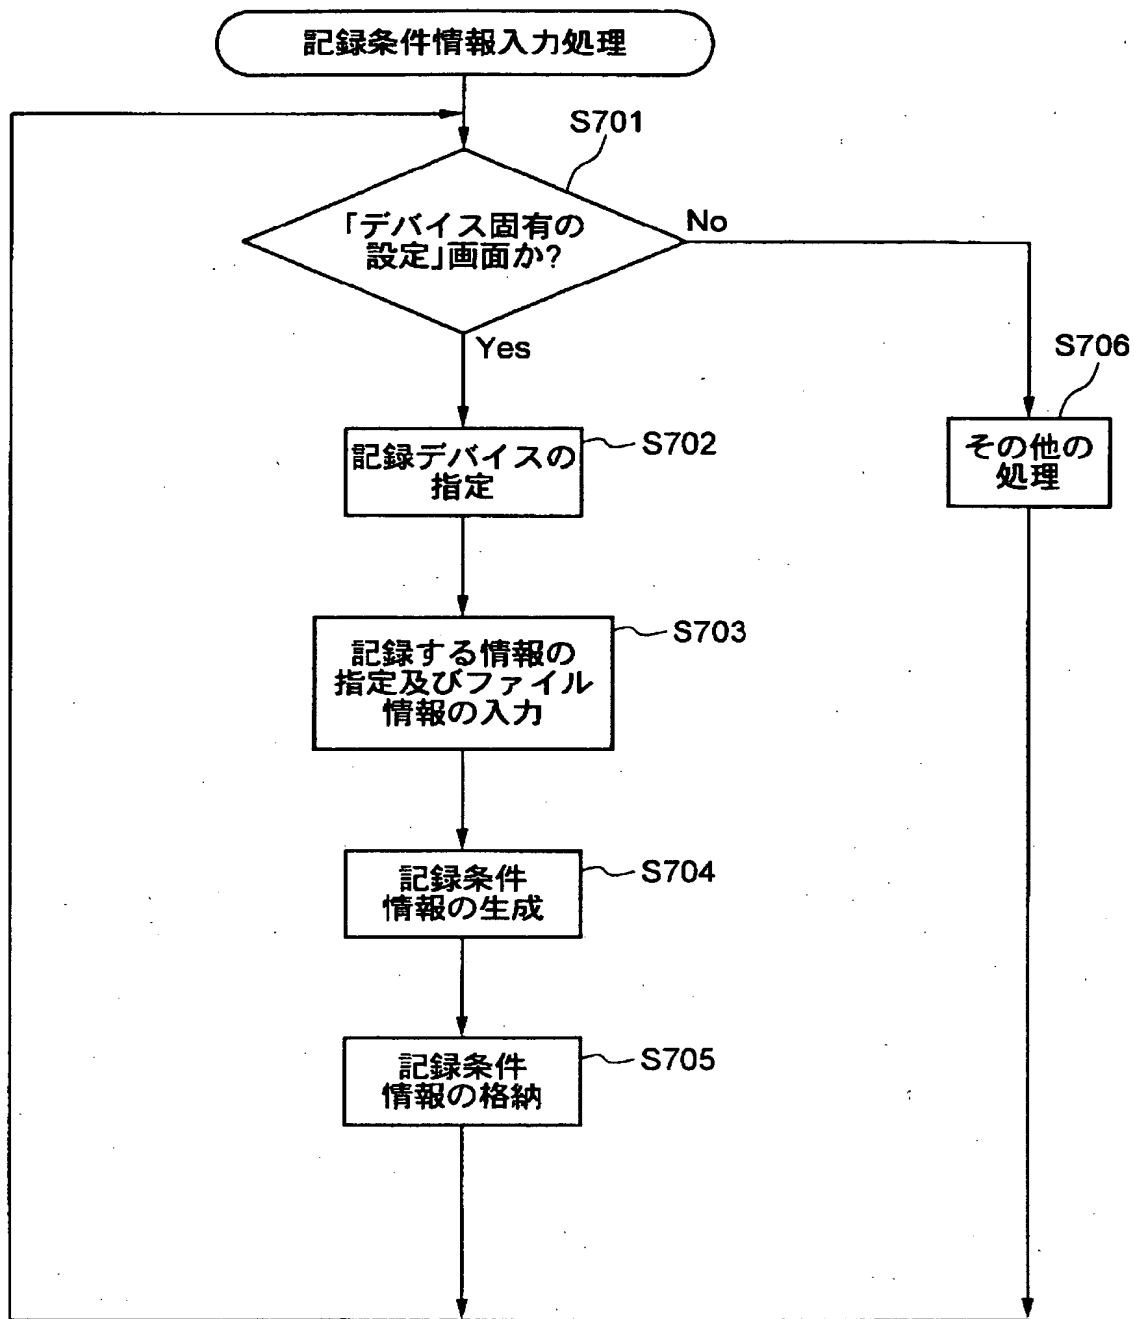 記録条件情報入力処理
S701
「デバイス固有の
設定」画面か?
No
Yes
S706
S702
記録デバイスの
指定
その他の
処理
S703
記録する情報の
指定及びファイル
情報の入力
S704
記録条件
情報の生成
S705
記録条件
情報の格納